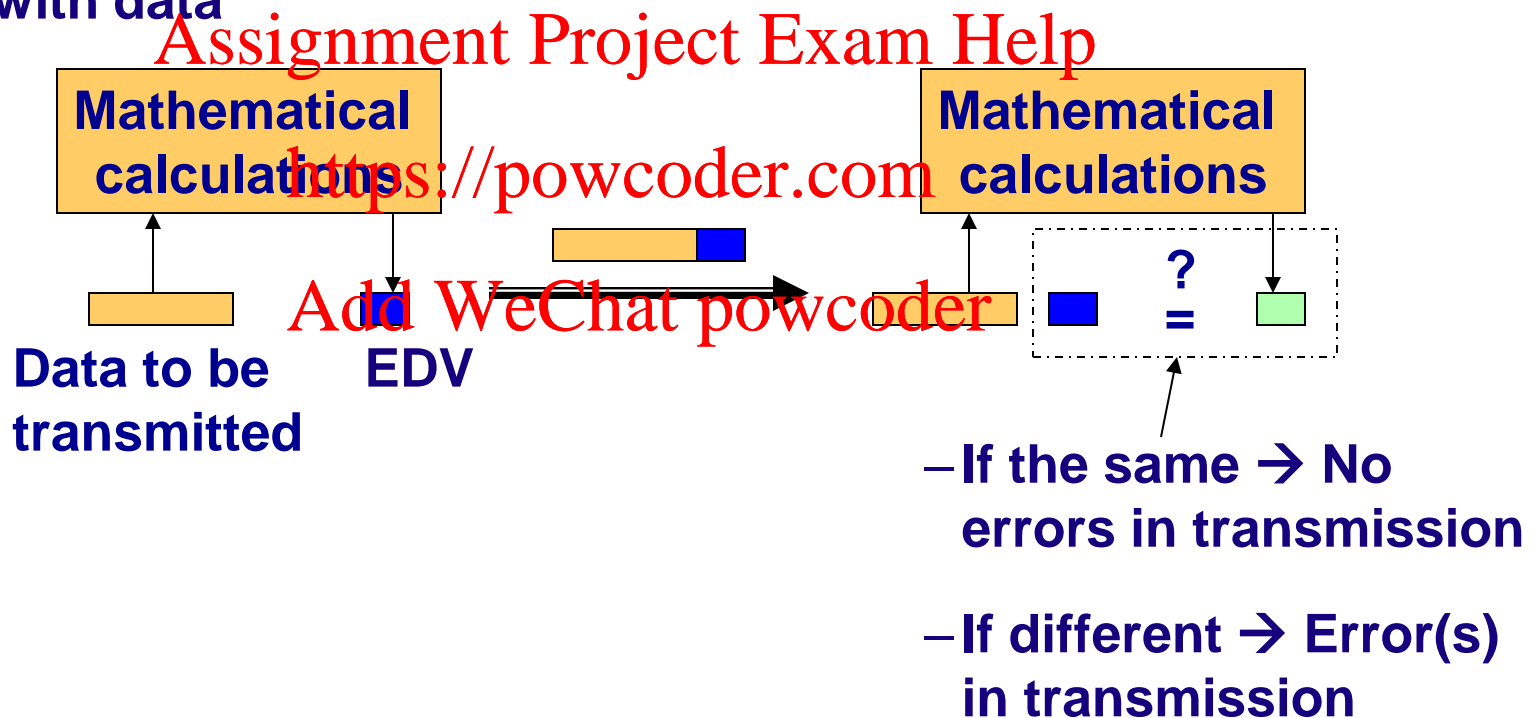 with data
Assignment Project Exam Help
Mathematical
calculations
Mathematical
calculations
https://powcoder.com
Add WeChat powcoder
?
=
Data to be
transmitted
EDV
–If the same → No
errors in transmission
–If different → Error(s)
in transmission